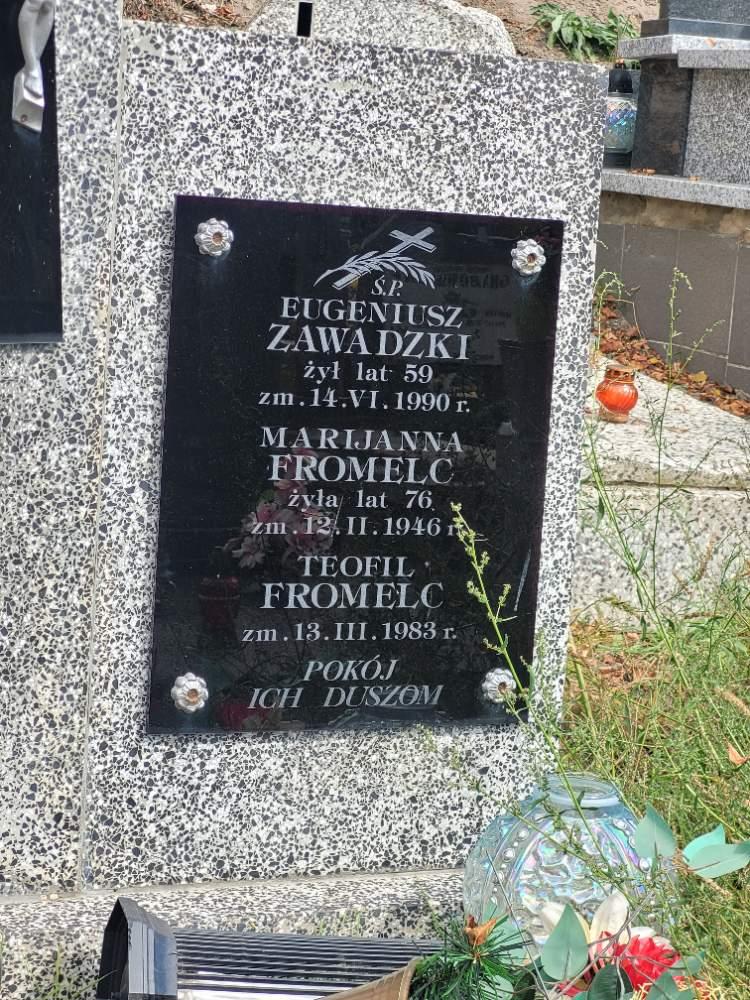 Ś.P.
EUGENIUSZ
ZAWADZKI
żył lat 59
zm. 14. VI. 1990 r.
MARIJANNA
FROMELC
żyła lat 76
zm. 12. II. 1946 r.
TEOFIL
FROMELC
zm. 13. III. 1983 r.
POKÓJ
ICH DUSZOM